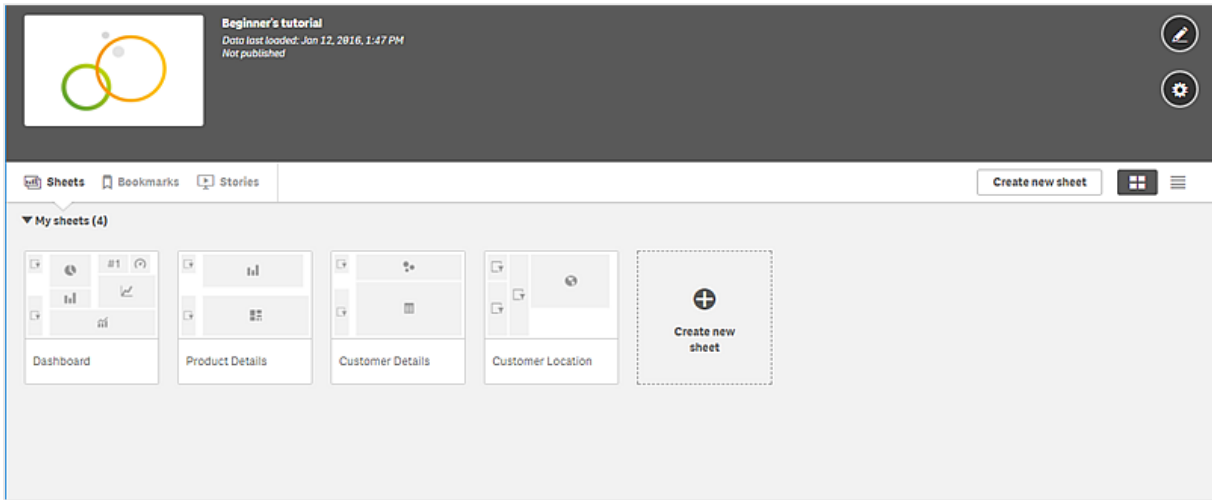 Beginner's tutorial
Data last loaded: Jan 12, 2016, 1:47 PM
Not published
Sheets Bookmarks Stories Create new sheet
My sheets (4)
#1
Dashboard Product Details Customer Details Customer Location Create new
sheet